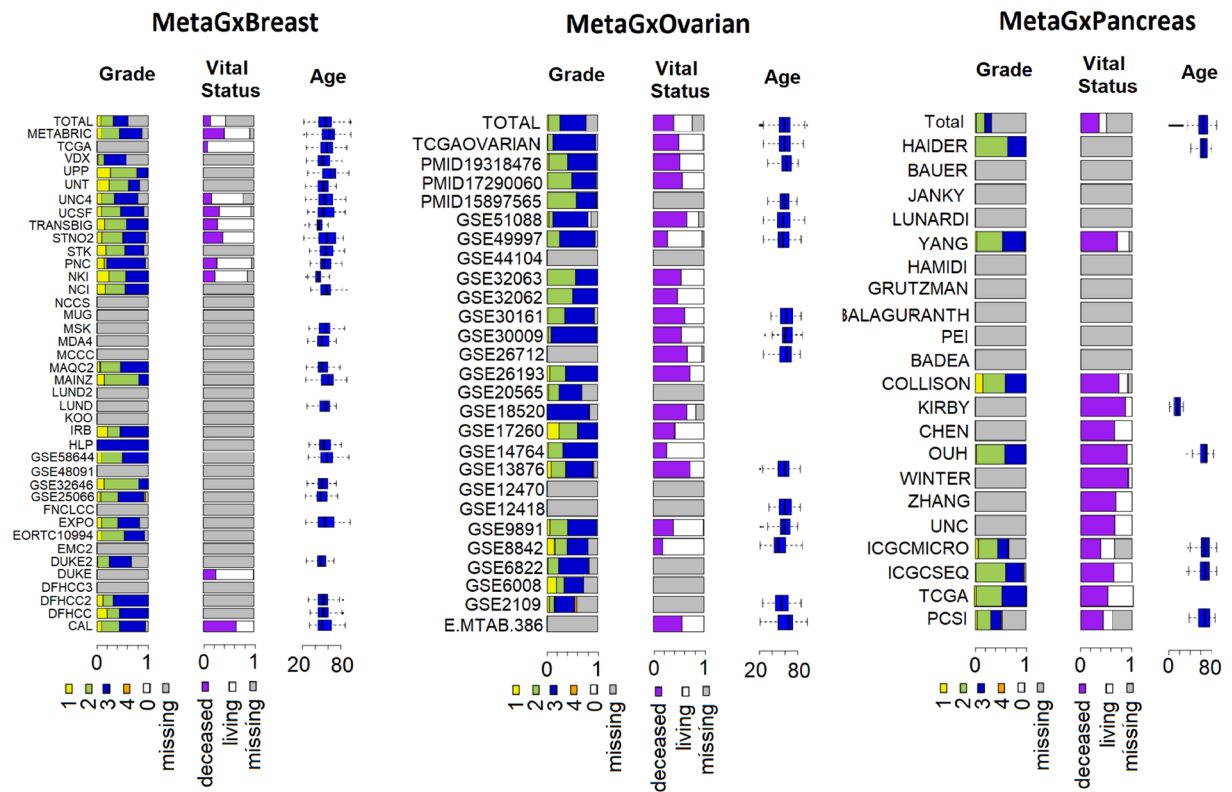 MetaGxBreast
Grade
Vital
Status
Age
TOTAL
METABRIC
TCGA
VDX
UPP
UNT
UNC4
UCSF
TRANSBIG
STNO2
STK
PNC
NKI
NCI
NCCS
MUG
MSK
MDA4
MCCC
MAQC2
MAINZ
LUND2
LUND
KOO
IRB
HLP
GSE58644
GSE48091
GSE32646
GSE25066
FNCLCC
EXPO
EORTC10994
EMC2
DUKE2
DUKE
DFHCC3
DFHCC2
DFHCC
CAL
0 1
0 1
20 80
1
2
3
4
0
missing
deceased
living
missing
MetaGxOvarian
Grade
Vital
Status
Age
TOTAL
TCGAOVARIAN
PMID19318476
PMID17290060
PMID15897565
GSE51088
GSE49997
GSE44104
GSE32063
GSE32062
GSE30161
GSE30009
GSE26712
GSE26193
GSE20565
GSE18520
GSE17260
GSE14764
GSE13876
GSE12470
GSE12418
GSE9891
GSE8842
GSE6822
GSE6008
GSE2109
E.MTAB.386
0 1
0 1
20 80
1
2
3
4
0
missing
deceased
living
missing
MetaGxPancreas
Grade
Vital
Status
Age
Total
HAIDER
BAUER
JANKY
LUNARDI
YANG
HAMIDI
GRUTZMAN
BALAGURANTH
PEI
BADEA
COLLISON
KIRBY
CHEN
OUH
WINTER
ZHANG
UNC
ICGCMICRO
ICGCSEQ
TCGA
PCSI
0 1
0 1
0 80
1
2
3
4
0
missing
deceased
living
missing